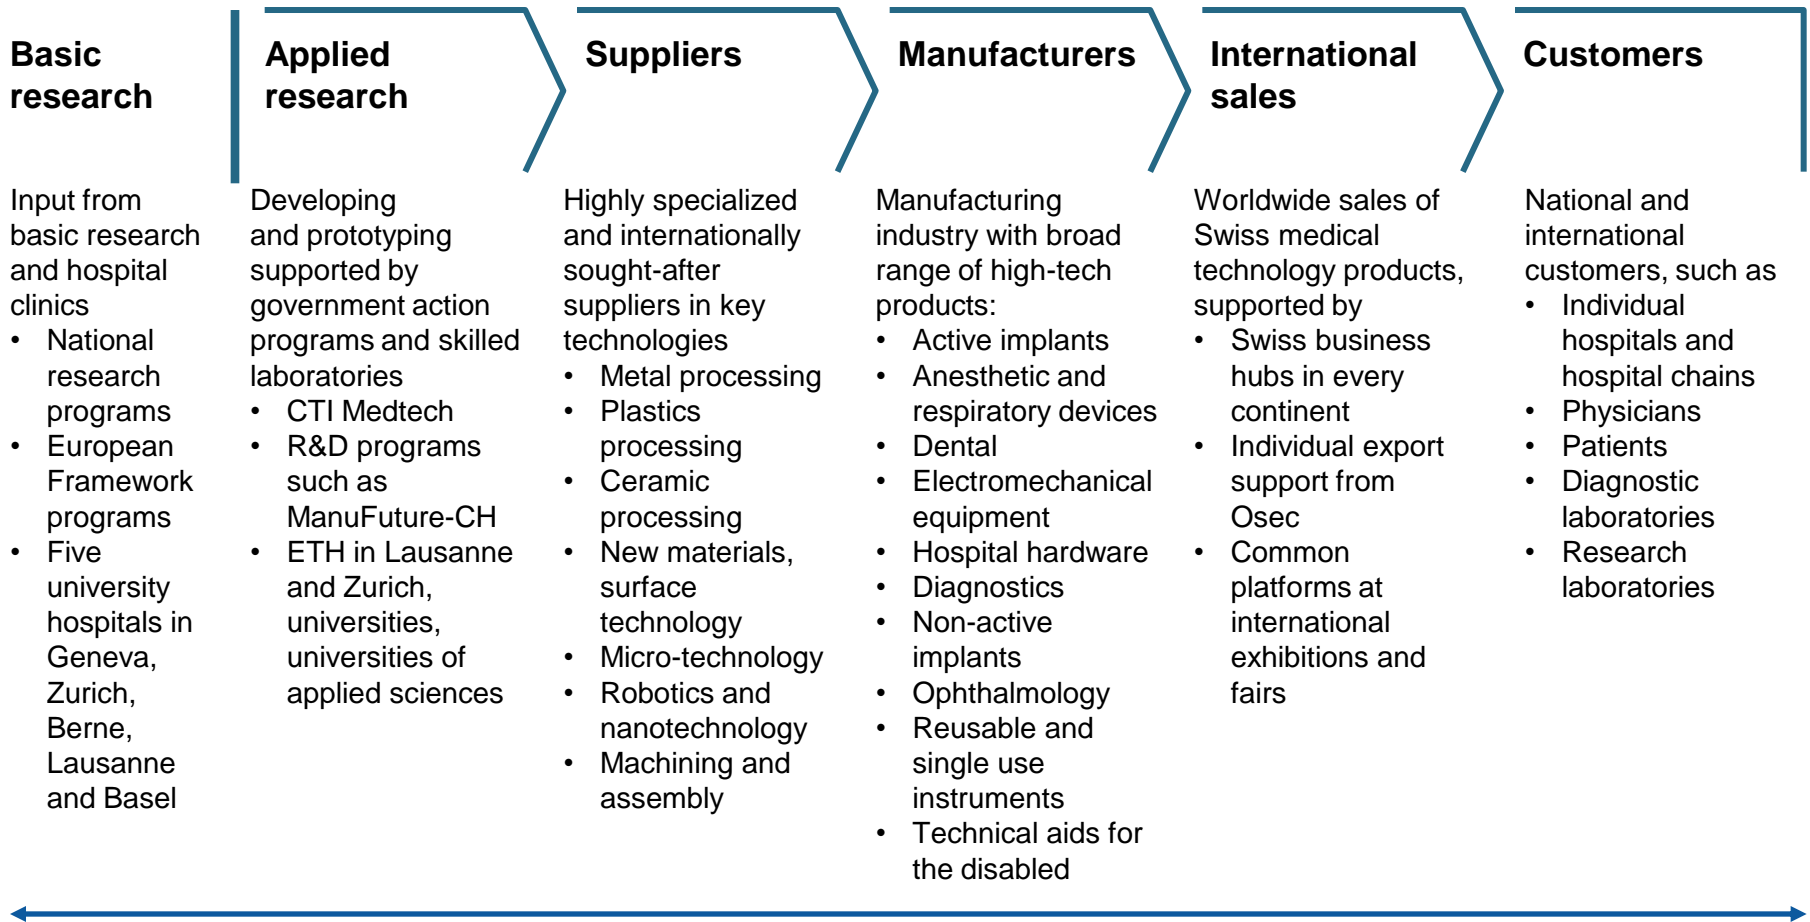 Basic
research
Input from
basic research
and hospital
clinics
• National
research
programs
• European
Framework
programs
• Five
university
hospitals in
Geneva,
Zurich,
Berne,
Lausanne
and Basel
Applied
research
Developing
and prototyping
supported by
government action
programs and skilled
laboratories
• CTI Medtech
• R&D programs
such as
ManuFuture-CH
• ETH in Lausanne
and Zurich,
universities,
universities of
applied sciences
Suppliers
Highly specialized
and internationally
sought-after
suppliers in key
technologies
• Metal processing
• Plastics
processing
• Ceramic
processing
• New materials,
surface
technology
• Micro-technology
• Robotics and
nanotechnology
• Machining and
assembly
Manufacturers
Manufacturing
industry with broad
range of high-tech
products:
• Active implants
• Anesthetic and
respiratory devices
• Dental
• Electromechanical
equipment
• Hospital hardware
• Diagnostics
• Non-active
implants
• Ophthalmology
• Reusable and
single use
instruments
• Technical aids for
the disabled
International
sales
Worldwide sales of
Swiss medical
technology products,
supported by
• Swiss business
hubs in every
continent
• Individual export
support from
Osec
• Common
platforms at
international
exhibitions and
fairs
Customers
National and
international
customers, such as
• Individual
hospitals and
hospital chains
• Physicians
• Patients
• Diagnostic
laboratories
• Research
laboratories